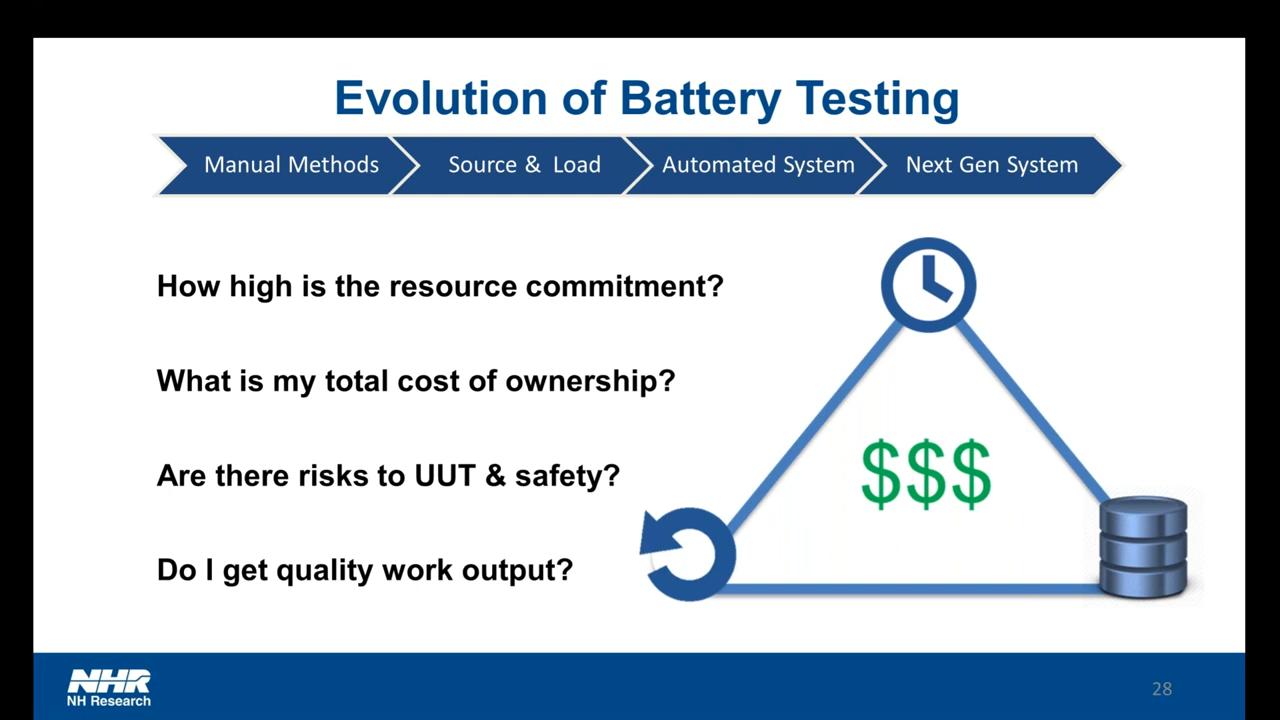 Evolution of Battery Testing
Manual Methods
Source & Load
Automated System
Next Gen System
How high is the resource commitment?
What is my total cost of ownership?
Are there risks to UUT & safety?
Do I get quality work output?
$$$
NHR
NH Research
28